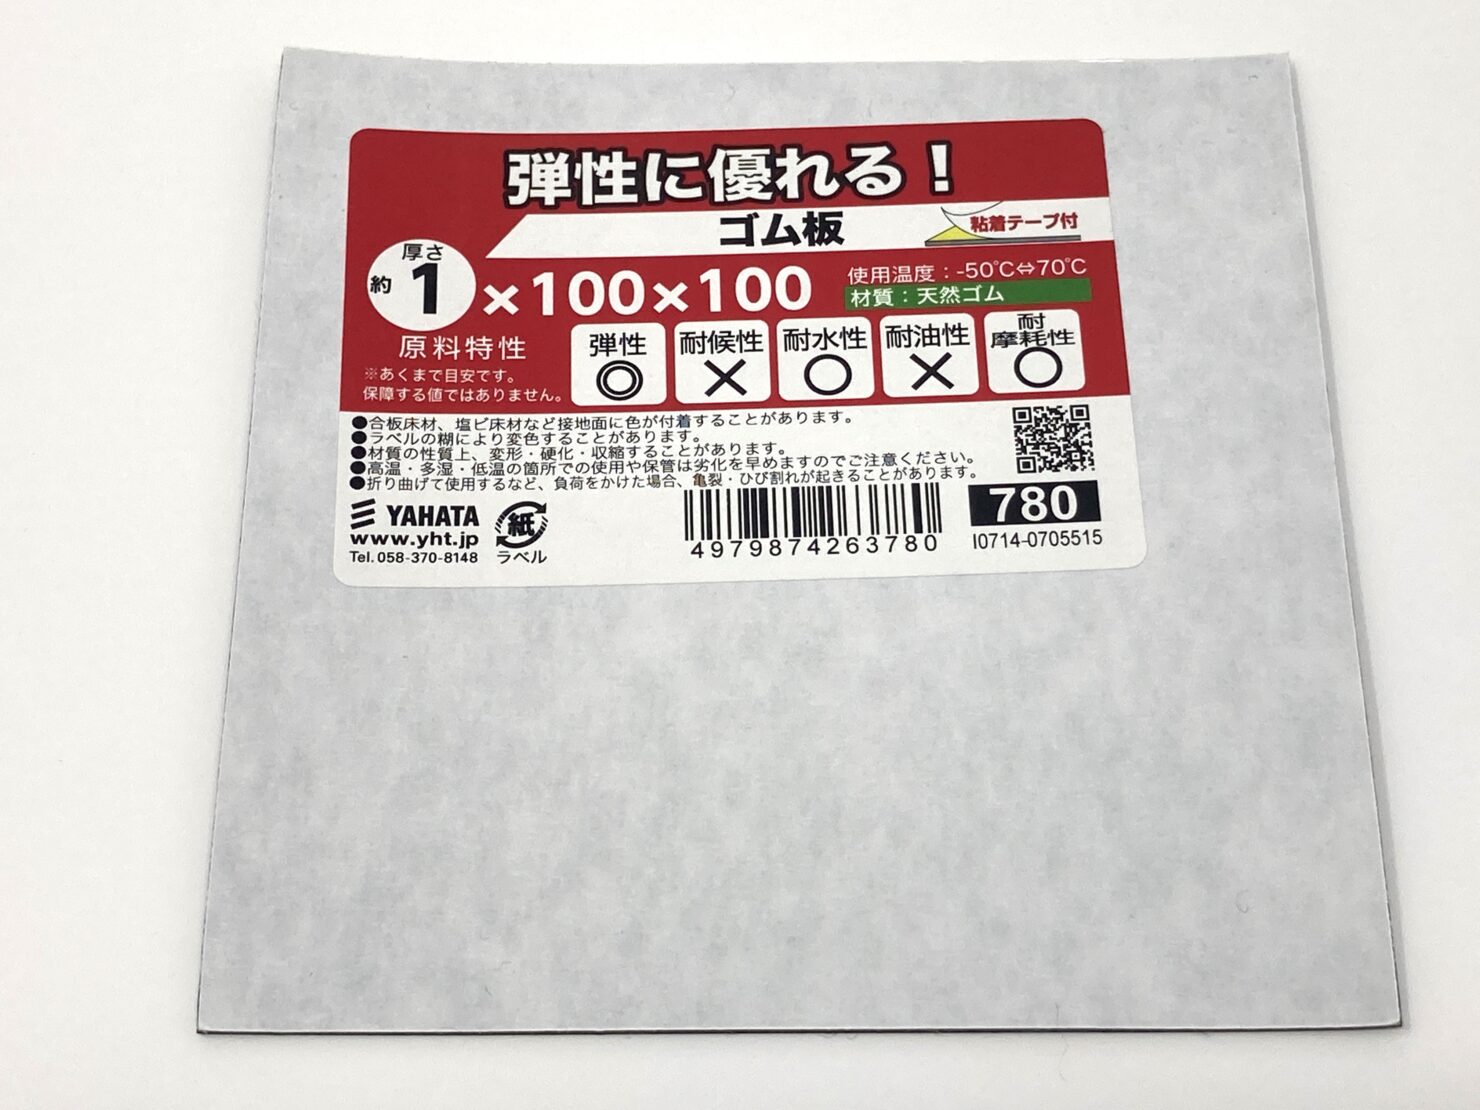 弾性に優れる！
ゴム板
粘着テープ付
厚さ
約1×100×100
使用温度：-50℃⇔70℃
材質：天然ゴム
原料特性
※あくまで目安です。
保障する値ではありません。
弾性 ◎
耐候性 ×
耐水性 ○
耐油性 ×
耐摩耗性 ○
●合板床材、塩ビ床材など接地面に色が付着することがあります。
●ラベルの糊により変色することがあります。
●材質の性質上、変形・硬化・収縮することがあります。
●高温・多湿・低温の箇所での使用や保管は劣化を早めますのでご注意ください。
●折り曲げて使用するなど、負荷をかけた場合、亀裂・ひび割れが起きることがあります。
YAHATA
www.yht.jp
Tel. 058-370-8148
紙
ラベル
4979874263780
780
I0714-0705515